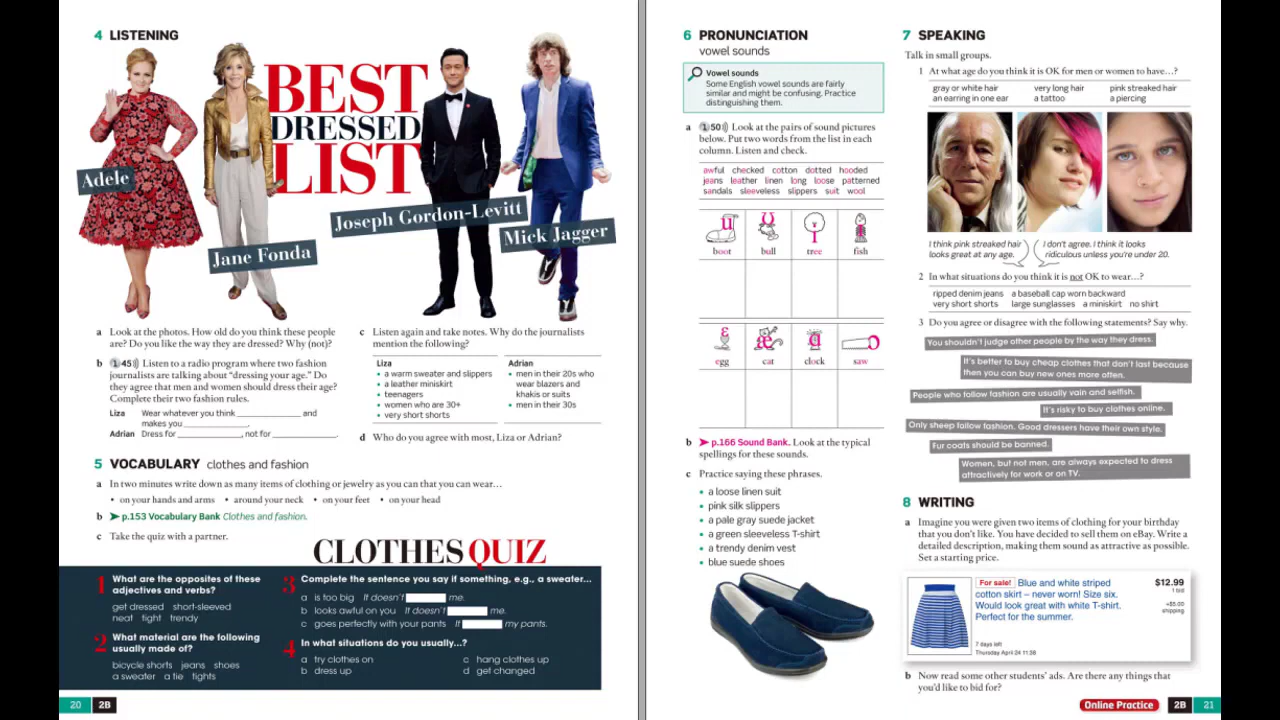 4 LISTENING
BEST
DRESSED
LIST
Adele
Jane Fonda
Joseph Gordon-Levitt
Mick Jagger
a Look at the photos. How old do you think these people
are? Do you like the way they are dressed? Why (not)?
b 1 45)) Listen to a radio program where two fashion
journalists are talking about “dressing your age.” Do
they agree that men and women should dress their age?
Complete their two fashion rules.
Liza Wear whatever you think ____________ and
makes you ____________.
Adrian Dress for ____________, not for ____________.
c Listen again and take notes. Why do the journalists
mention the following?
Liza
• a warm sweater and slippers
• a leather miniskirt
• teenagers
• women who are 30+
• very short shorts
Adrian
• men in their 20s who
wear blazers and
khakis or suits
• men in their 30s
d Who do you agree with most, Liza or Adrian?
5 VOCABULARY clothes and fashion
a In two minutes write down as many items of clothing or jewelry as you can that you can wear…
• on your hands and arms • around your neck • on your feet • on your head
b ➤ p.153 Vocabulary Bank Clothes and fashion.
c Take the quiz with a partner.
CLOTHES QUIZ
1 What are the opposites of these
adjectives and verbs?
get dressed short-sleeved
neat tight trendy
2 What material are the following
usually made of?
bicycle shorts jeans shoes
a sweater a tie tights
3 Complete the sentence you say if something, e.g., a sweater...
a is too big It doesn't ______ me.
b looks awful on you It doesn't ______ me.
c goes perfectly with your pants It ______ my pants.
4 In what situations do you usually...?
a try clothes on
b dress up
c hang clothes up
d get changed
20 2B
6 PRONUNCIATION
vowel sounds
Vowel sounds
Some English vowel sounds are fairly
similar and might be confusing. Practice
distinguishing them.
a 1 50)) Look at the pairs of sound pictures
below. Put two words from the list in each
column. Listen and check.
awful checked cotton dotted hooded
jeans leather linen long loose patterned
sandals sleeveless slippers suit wool
boot bull tree fish
egg cat clock saw
b ➤ p.166 Sound Bank. Look at the typical
spellings for these sounds.
c Practice saying these phrases.
• a loose linen suit
• pink silk slippers
• a pale gray suede jacket
• a green sleeveless T-shirt
• a trendy denim vest
• blue suede shoes
7 SPEAKING
Talk in small groups.
1 At what age do you think it is OK for men or women to have…?
gray or white hair very long hair pink streaked hair
an earring in one ear a tattoo a piercing
I think pink streaked hair
looks great at any age.
I don't agree. I think it looks
ridiculous unless you're under 20.
2 In what situations do you think it is not OK to wear…?
ripped denim jeans a baseball cap worn backward
very short shorts large sunglasses a miniskirt no shirt
3 Do you agree or disagree with the following statements? Say why.
You shouldn't judge other people by the way they dress.
It's better to buy cheap clothes that don't last because
then you can buy new ones more often.
People who follow fashion are usually vain and selfish.
It's risky to buy clothes online.
Only sheep follow fashion. Good dressers have their own style.
Fur coats should be banned.
Women, but not men, are always expected to dress
attractively for work or on TV.
8 WRITING
a Imagine you were given two items of clothing for your birthday
that you don't like. You have decided to sell them on eBay. Write a
detailed description, making them sound as attractive as possible.
Set a starting price.
For sale! Blue and white striped
cotton skirt – never worn! Size six.
Would look great with white T-shirt.
Perfect for the summer.
$12.99
1 bid
+$5.00
shipping
7 days left
Thursday April 24 11:38
b Now read some other students' ads. Are there any things that
you'd like to bid for?
Online Practice 2B 21